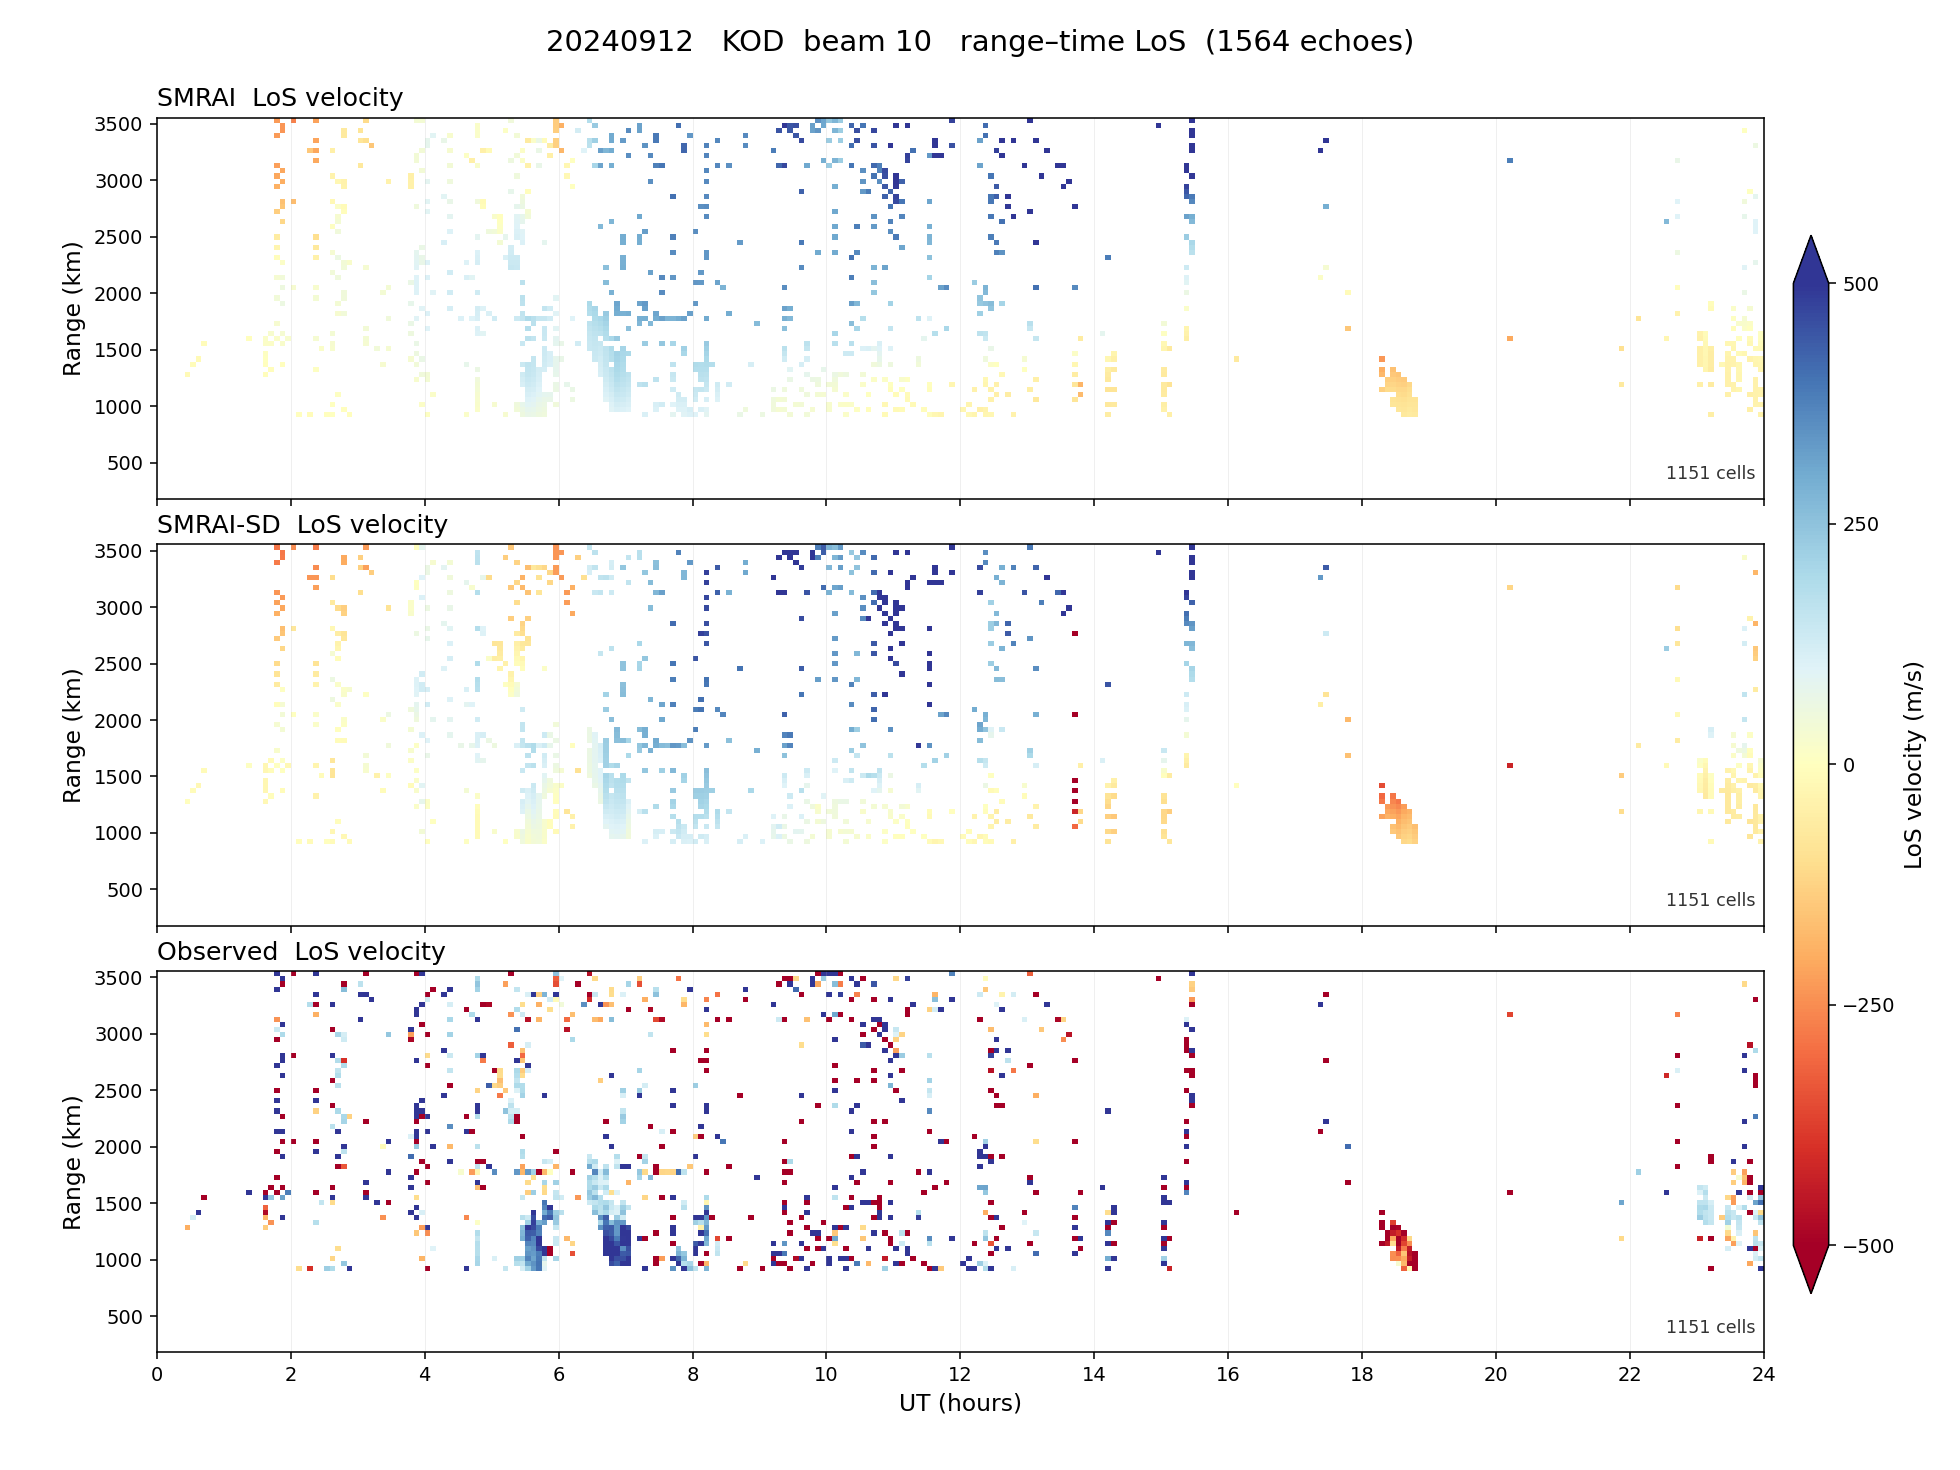 20240912 KOD beam 10 range–time LoS (1564 echoes)
SMRAI LoS velocity
3500
3000
2500
2000
1500
1000
500
Range (km)
1151 cells
SMRAI-SD LoS velocity
3500
3000
2500
2000
1500
1000
500
Range (km)
1151 cells
Observed LoS velocity
3500
3000
2500
2000
1500
1000
500
Range (km)
1151 cells
0 2 4 6 8 10 12 14 16 18 20 22 24
UT (hours)
500
250
0
−250
−500
LoS velocity (m/s)